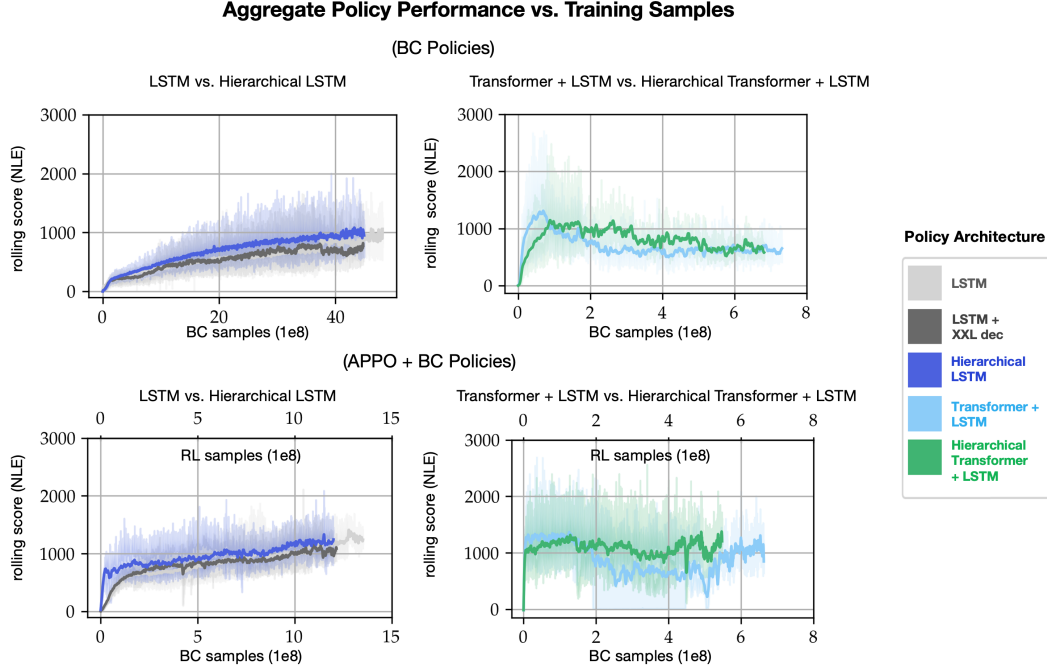 Aggregate Policy Performance vs. Training Samples
(BC Policies)
LSTM vs. Hierarchical LSTM
3000
2000
1000
0
rolling score (NLE)
0 20 40
BC samples (1e8)
Transformer + LSTM vs. Hierarchical Transformer + LSTM
3000
2000
1000
0
rolling score (NLE)
0 2 4 6 8
BC samples (1e8)
(APPO + BC Policies)
LSTM vs. Hierarchical LSTM
0 5 10 15
RL samples (1e8)
3000
2000
1000
0
rolling score (NLE)
0 5 10 15
BC samples (1e8)
Transformer + LSTM vs. Hierarchical Transformer + LSTM
0 2 4 6 8
RL samples (1e8)
3000
2000
1000
0
rolling score (NLE)
0 2 4 6 8
BC samples (1e8)
Policy Architecture
LSTM
LSTM +
XXL dec
Hierarchical
LSTM
Transformer +
LSTM
Hierarchical
Transformer
+ LSTM